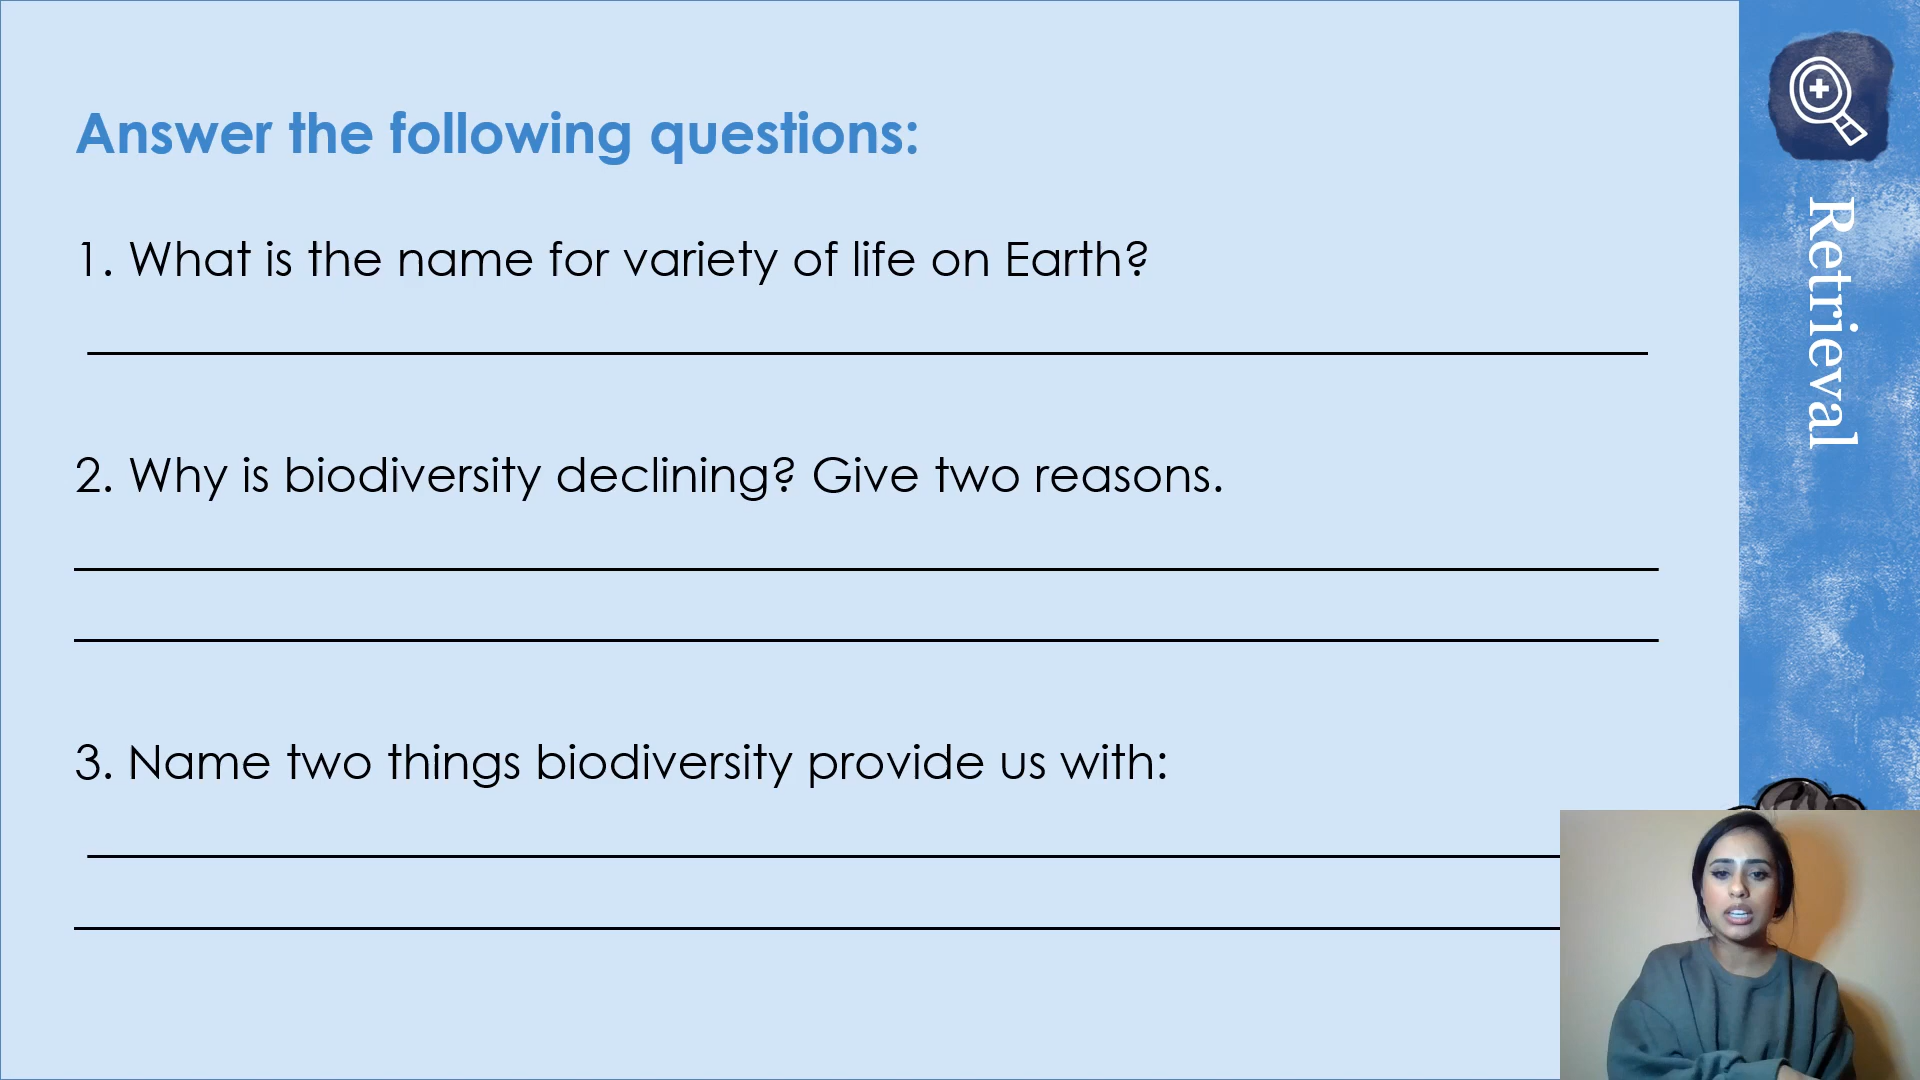 Answer the following questions:
1. What is the name for variety of life on Earth?
2. Why is biodiversity declining? Give two reasons.
3. Name two things biodiversity provide us with:
Retrieval